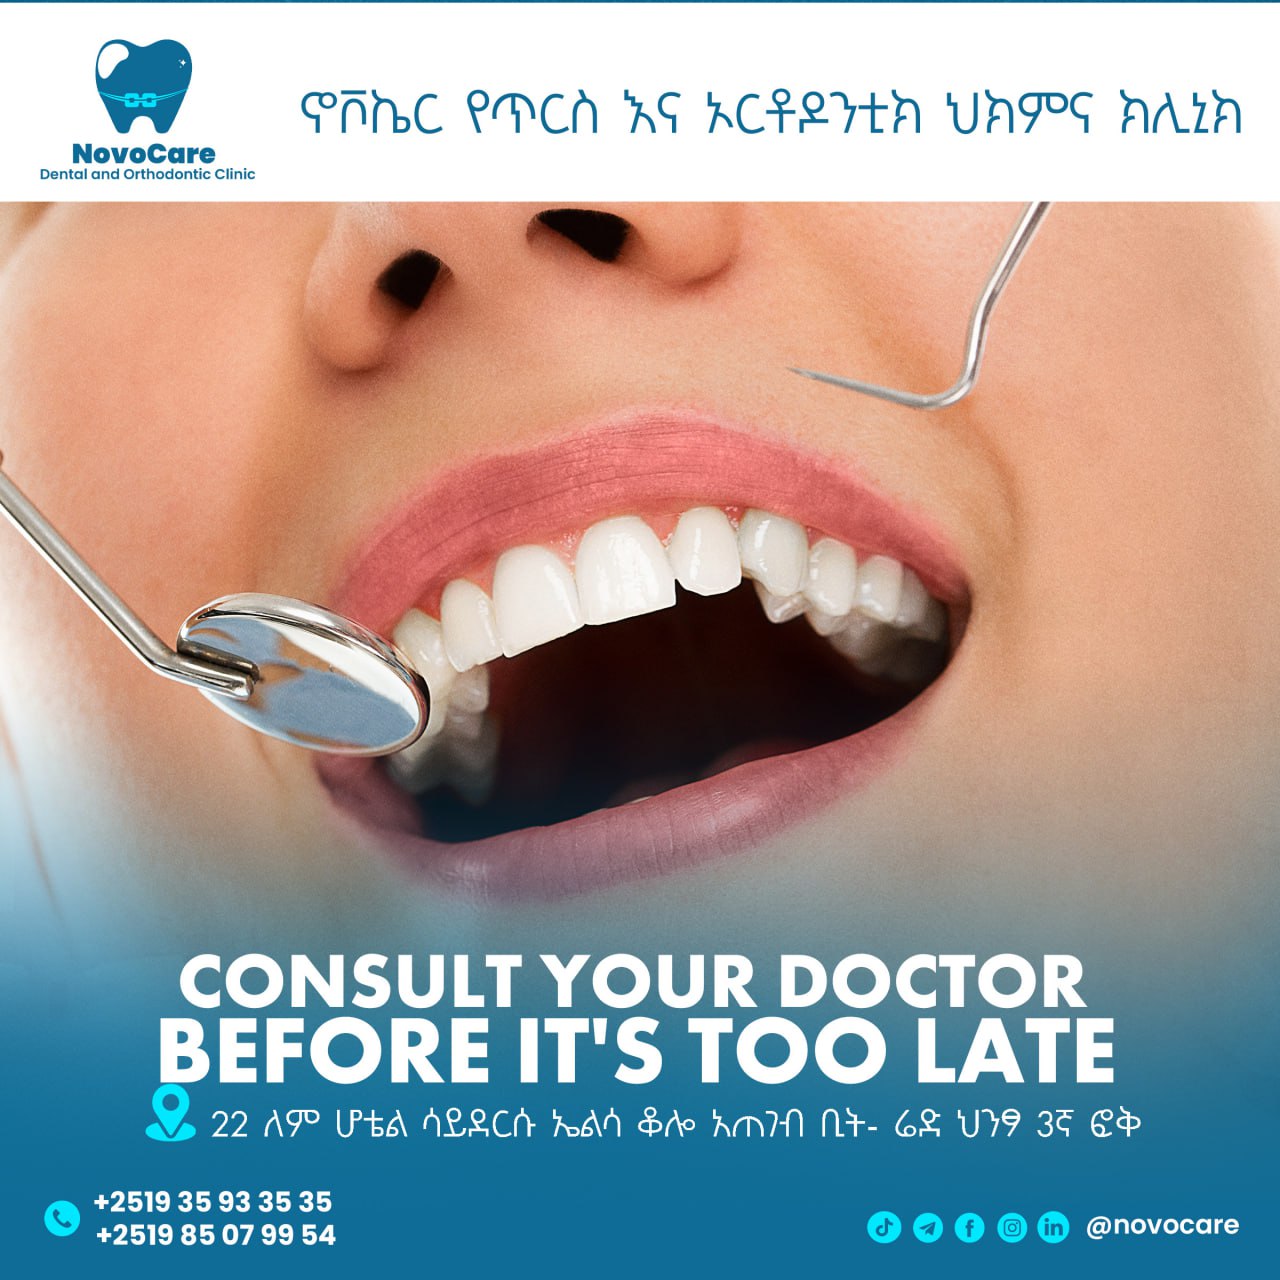 NovoCare
Dental and Orthodontic Clinic
ኖቮኬር የጥርስ እና ኦርቶዶንቲክ ህክምና ክሊኒክ
CONSULT YOUR DOCTOR
BEFORE IT'S TOO LATE
22 ለም ሆቴል ሳይደርሱ ኤልሳ ቆሎ አጠገብ ቢት- ሬድ ህንፃ 3ኛ ፎቅ
+2519 35 93 35 35
+2519 85 07 99 54
@novocare